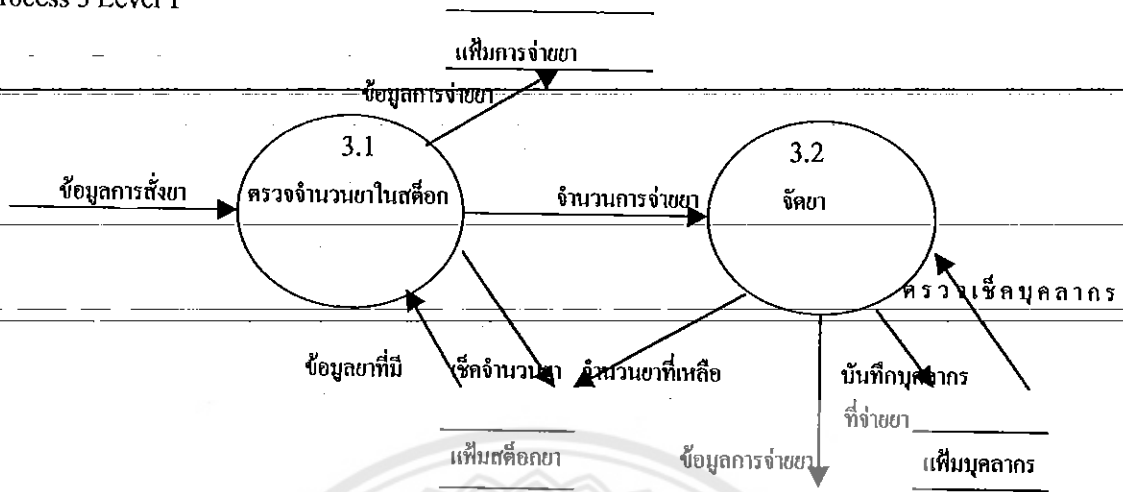 Process 3 Level 1
แฟ้มการจ่ายยา
ข้อมูลการจ่ายยา
3.1
ตรวจจำนวนยาในสต็อก
3.2
จัดยา
ข้อมูลการสั่งยา
จำนวนการจ่ายยา
ตรวจเช็คบุคลากร
ข้อมูลยาที่มี
เช็คจำนวนยา
จำนวนยาที่เหลือ
บันทึกบุคลากร
ที่จ่ายยา
แฟ้มสต็อกยา
ข้อมูลการจ่ายยา
แฟ้มบุคลากร